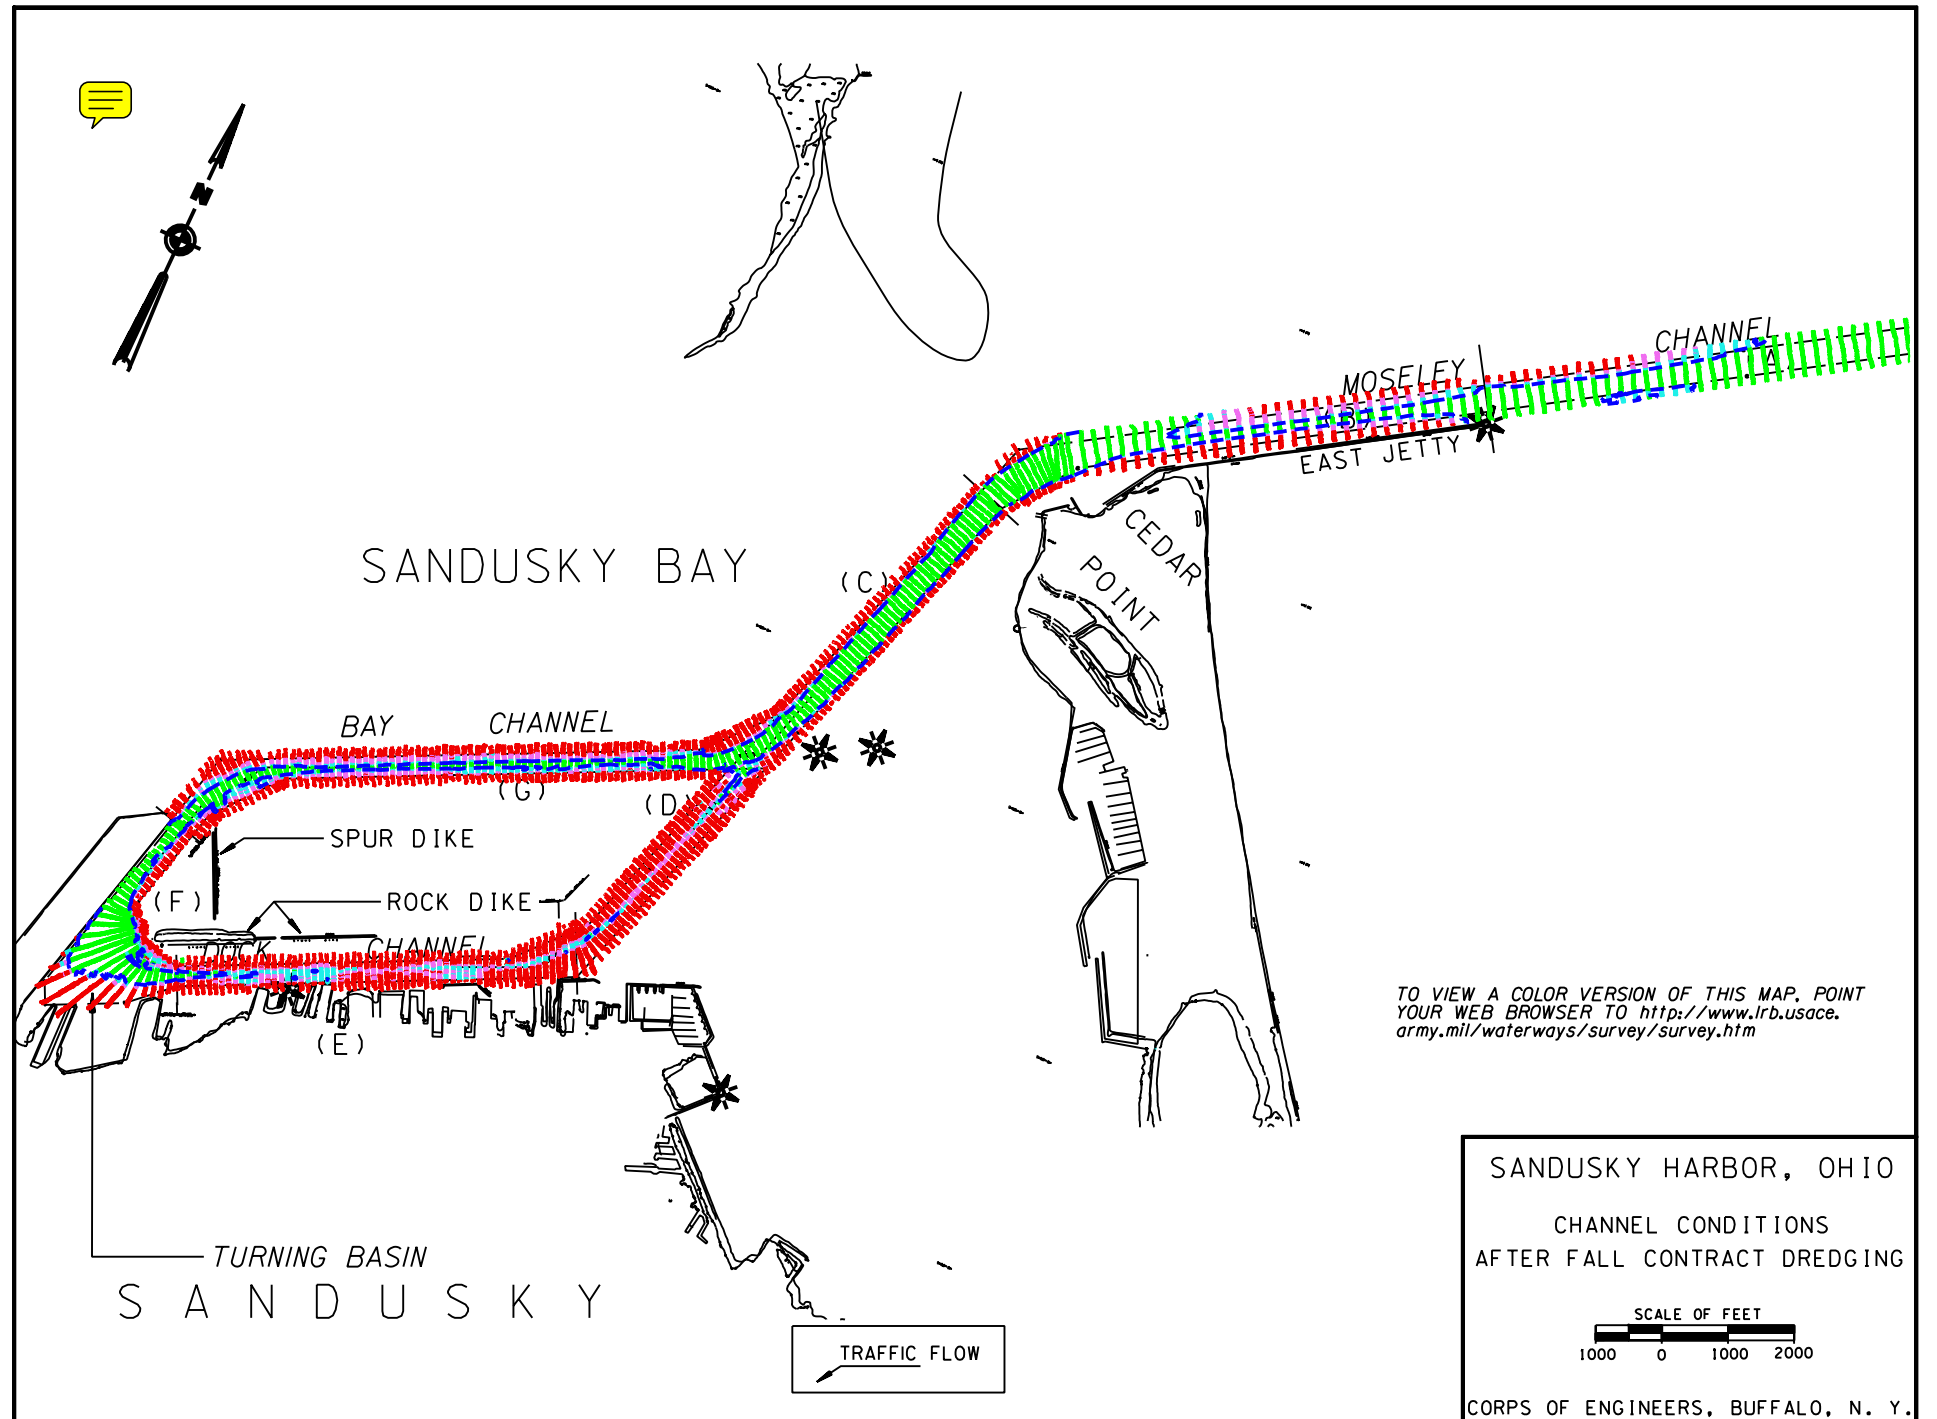 N
CHANNEL
MOSELEY
(A)
(B)
EAST JETTY
CEDAR
POINT
SANDUSKY BAY
(C)
BAY CHANNEL
(G)
(D)
SPUR DIKE
(F)
ROCK DIKE
DOCK CHANNEL
(E)
TO VIEW A COLOR VERSION OF THIS MAP, POINT
YOUR WEB BROWSER TO http://www.lrb.usace.
army.mil/waterways/survey/survey.htm
TURNING BASIN
SANDUSKY
TRAFFIC FLOW
SANDUSKY HARBOR, OHIO
CHANNEL CONDITIONS
AFTER FALL CONTRACT DREDGING
SCALE OF FEET
1000 0 1000 2000
CORPS OF ENGINEERS, BUFFALO, N. Y.